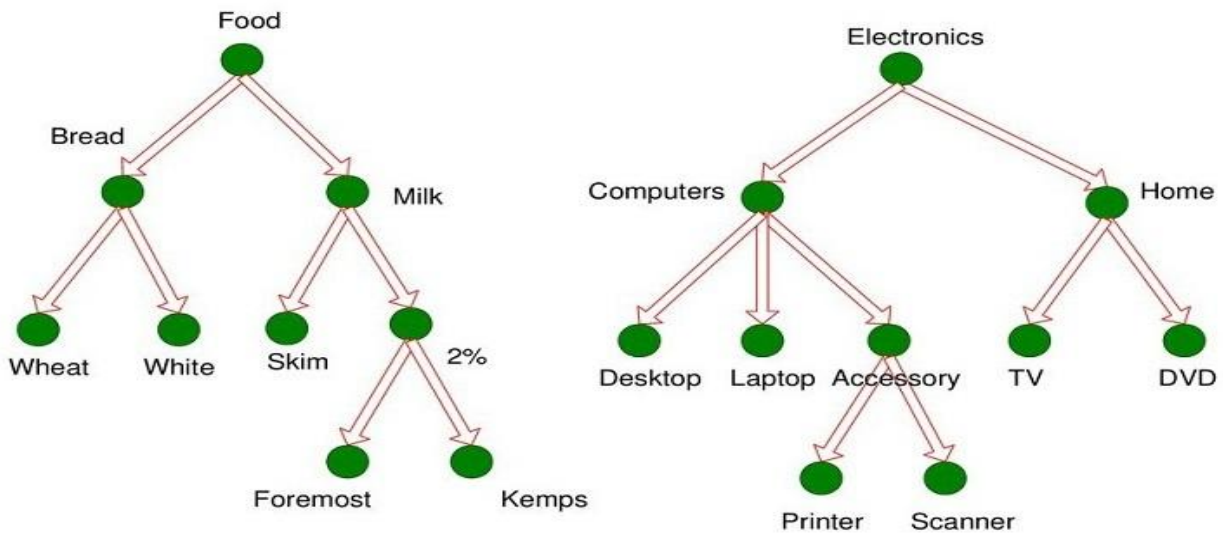 Food
Bread
Milk
Wheat
White
Skim
2%
Foremost
Kemps
Electronics
Computers
Home
Desktop
Laptop
Accessory
TV
DVD
Printer
Scanner